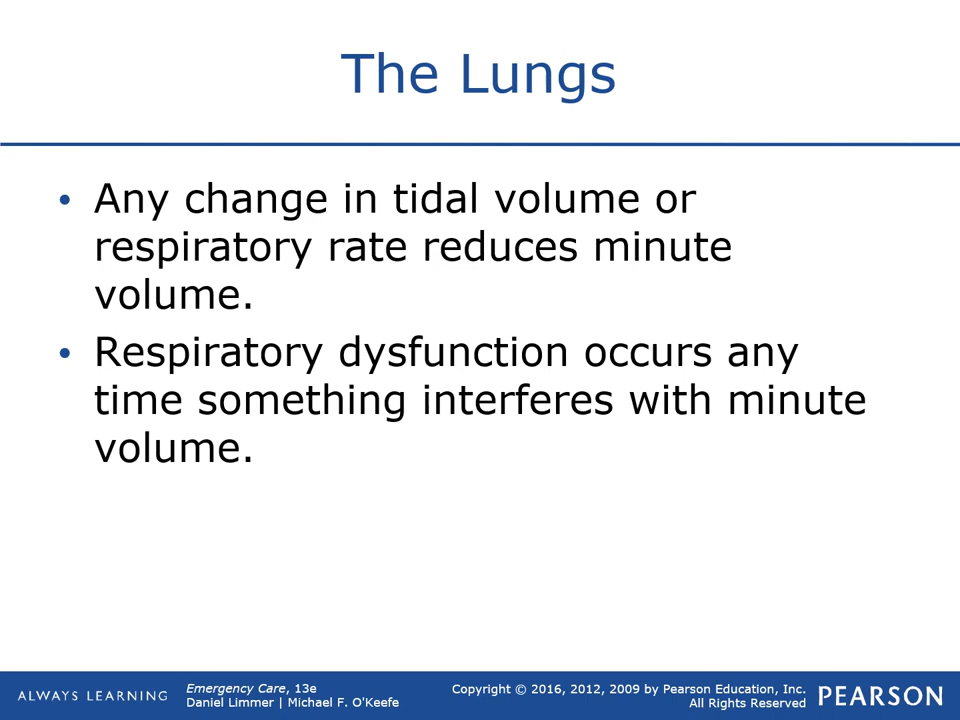 The Lungs
• Any change in tidal volume or
respiratory rate reduces minute
volume.
• Respiratory dysfunction occurs any
time something interferes with minute
volume.
ALWAYS LEARNING
Emergency Care, 13e
Daniel Limmer | Michael F. O'Keefe
Copyright © 2016, 2012, 2009 by Pearson Education, Inc.
All Rights Reserved
PEARSON